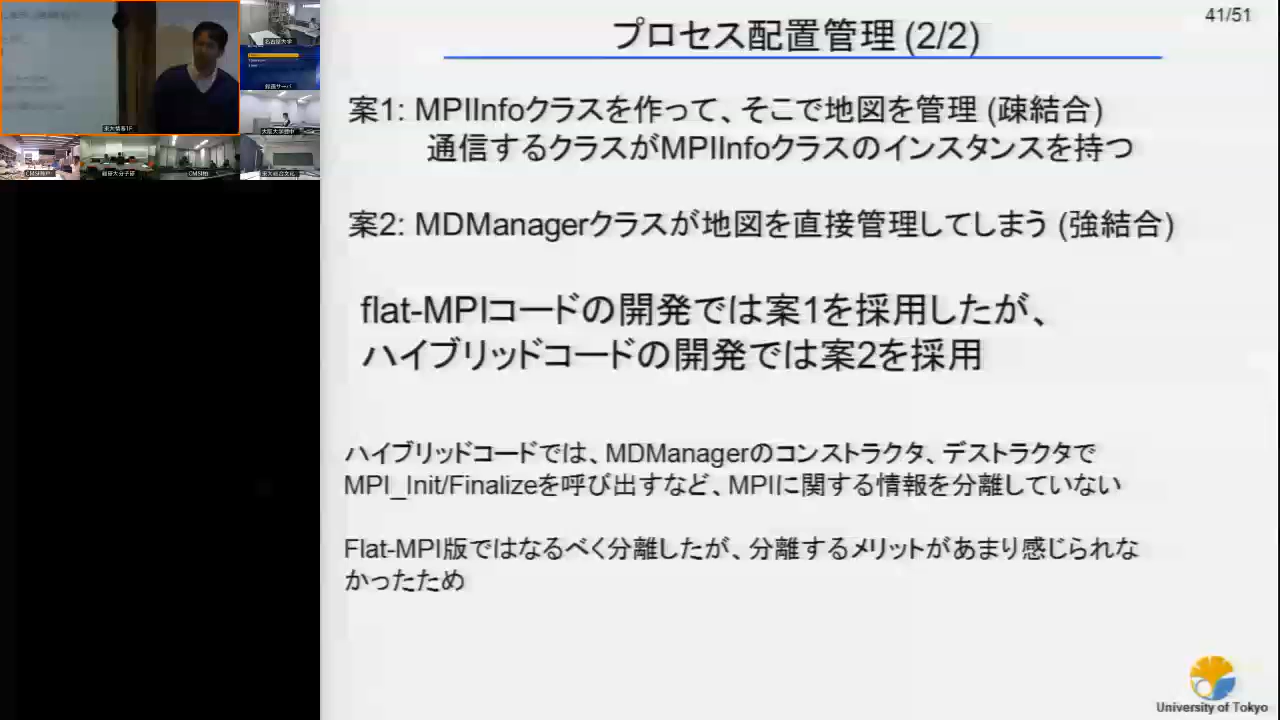 41/51
プロセス配置管理 (2/2)
案1: MPIInfoクラスを作って、そこで地図を管理 (疎結合)
通信するクラスがMPIInfoクラスのインスタンスを持つ
案2: MDManagerクラスが地図を直接管理してしまう (強結合)
flat-MPIコードの開発では案1を採用したが、
ハイブリッドコードの開発では案2を採用
ハイブリッドコードでは、MDManagerのコンストラクタ、デストラクタで
MPI_Init/Finalizeを呼び出すなど、MPIに関する情報を分離していない
Flat-MPI版ではなるべく分離したが、分離するメリットがあまり感じられな
かったため
University of Tokyo
名古屋大学